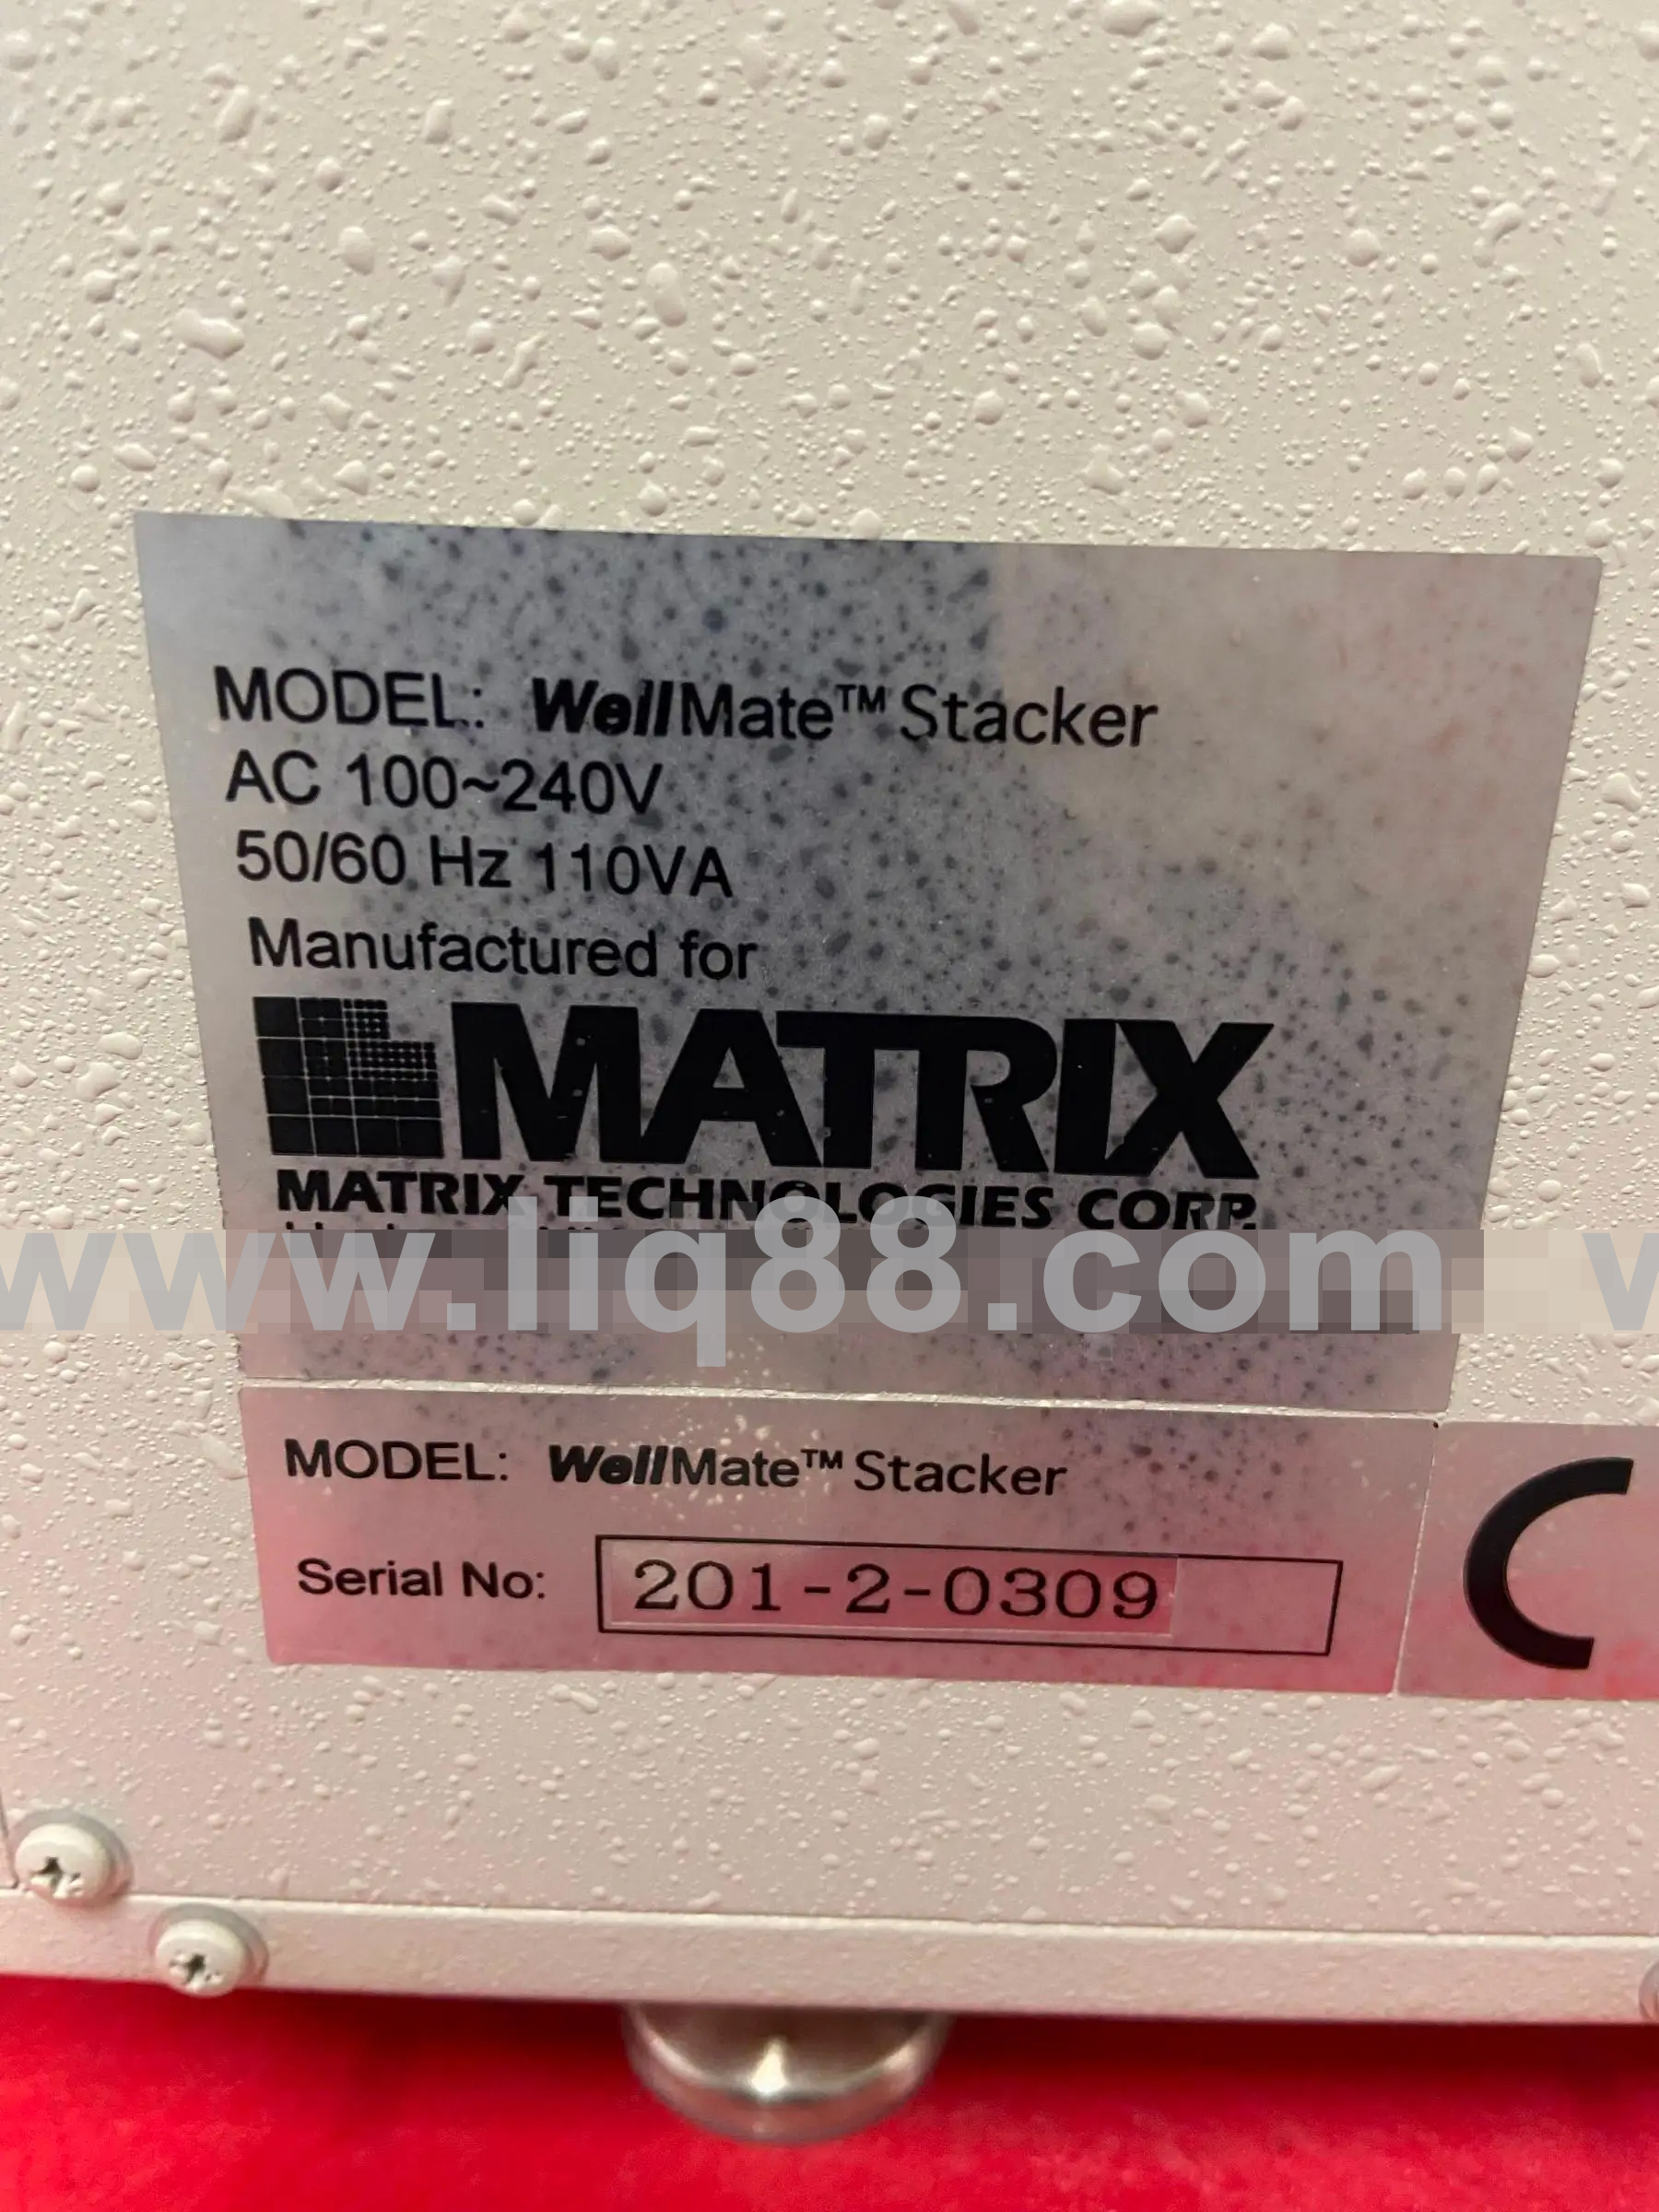 MODEL: WellMate™ Stacker
AC 100~240V
50/60 Hz 110VA
Manufactured for
MATRIX
MATRIX TECHNOLOGIES CORP.
www.liq88.com
MODEL: WellMate™ Stacker
Serial No: 201-2-0309